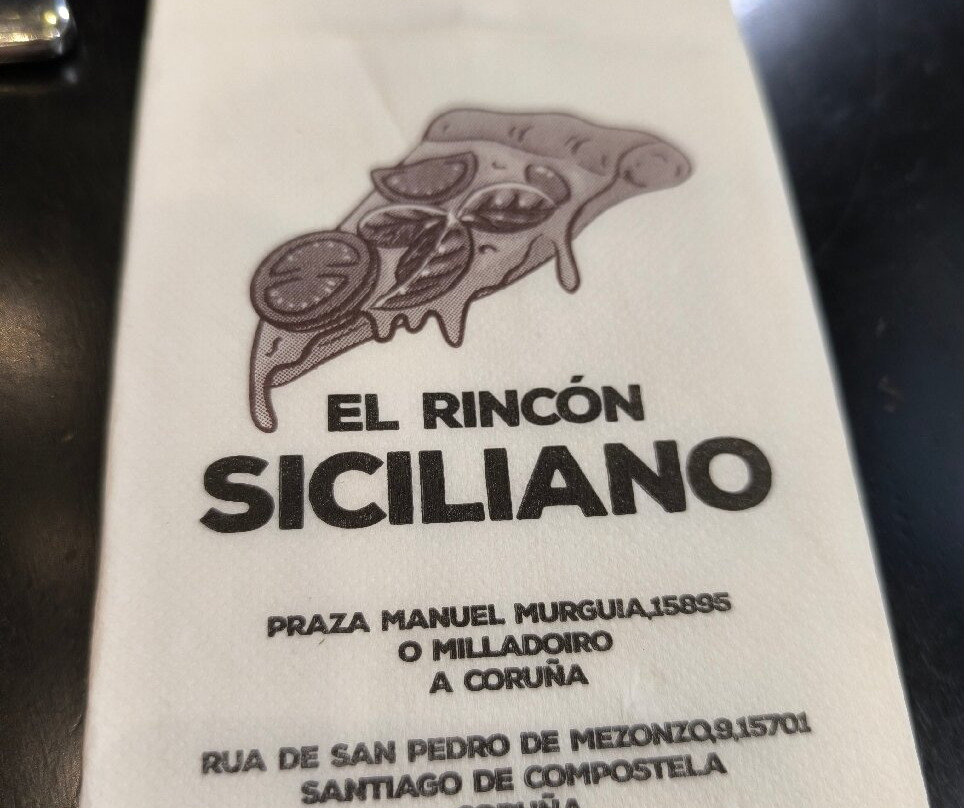 EL RINCÓN
SICILIANO
PRAZA MANUEL MURGUIA,15895
O MILLADOIRO
A CORUÑA
RUA DE SAN PEDRO DE MEZONZO,9,15701
SANTIAGO DE COMPOSTELA
CORUÑA